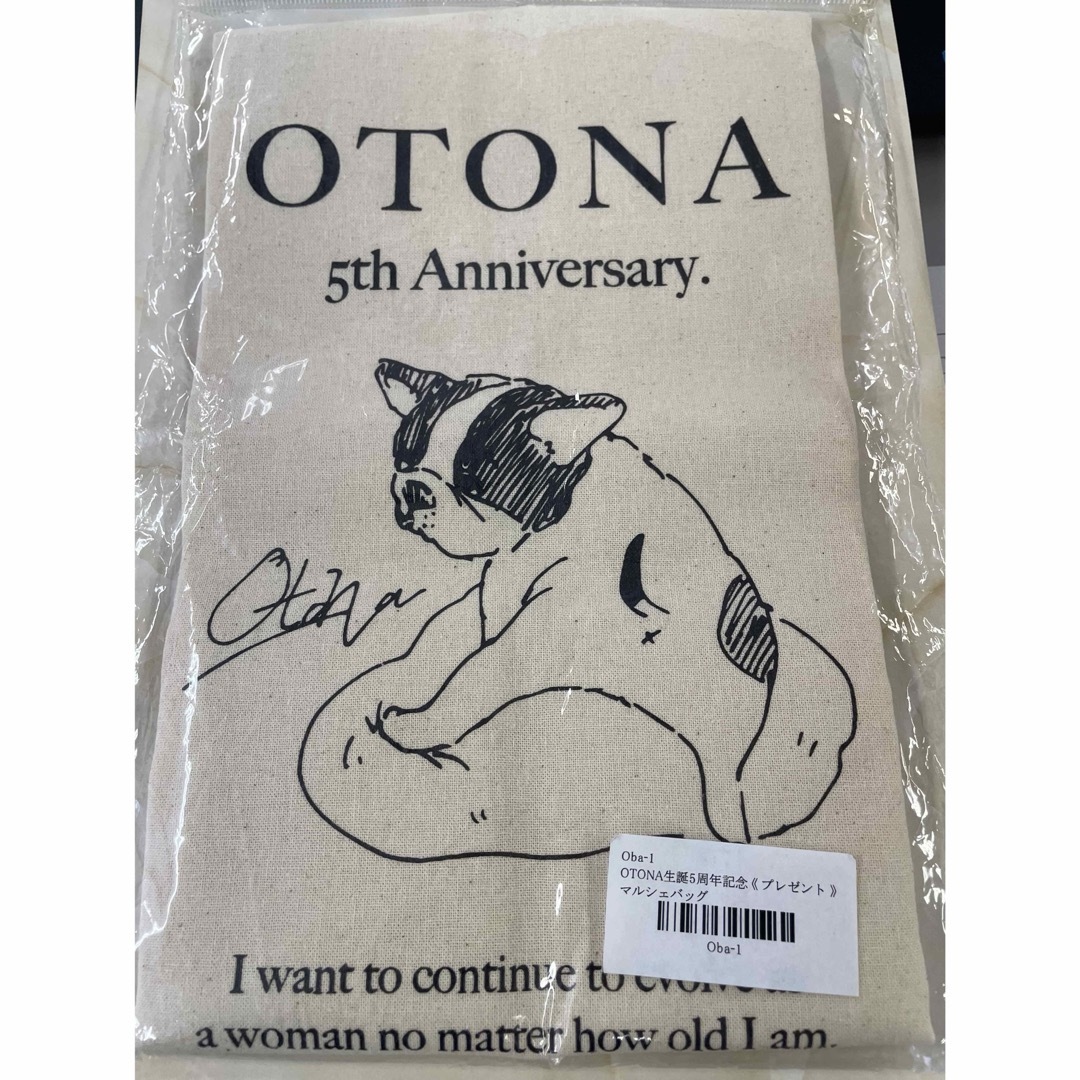 OTONA
5th Anniversary.
Otona
Oba-1
OTONA生誕5周年記念《プレゼント》
マルシェバッグ
Oba-1
I want to continue to evolve
a woman no matter how old I am.